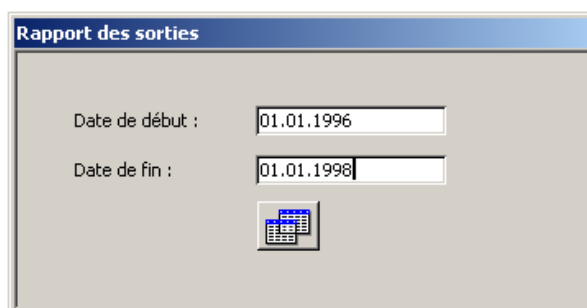 Rapport des sorties
Date de début : 01.01.1996
Date de fin : 01.01.1998